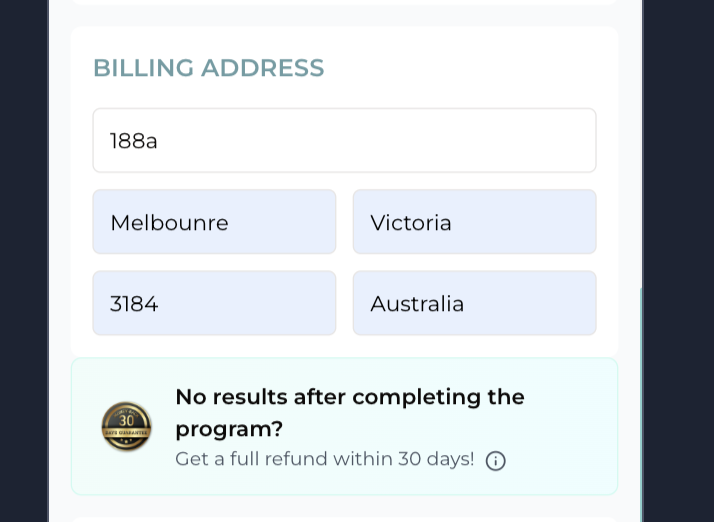 BILLING ADDRESS
188a
Melbounre
Victoria
3184
Australia
No results after completing the
program?
Get a full refund within 30 days!
30
DAYS GUARANTEE